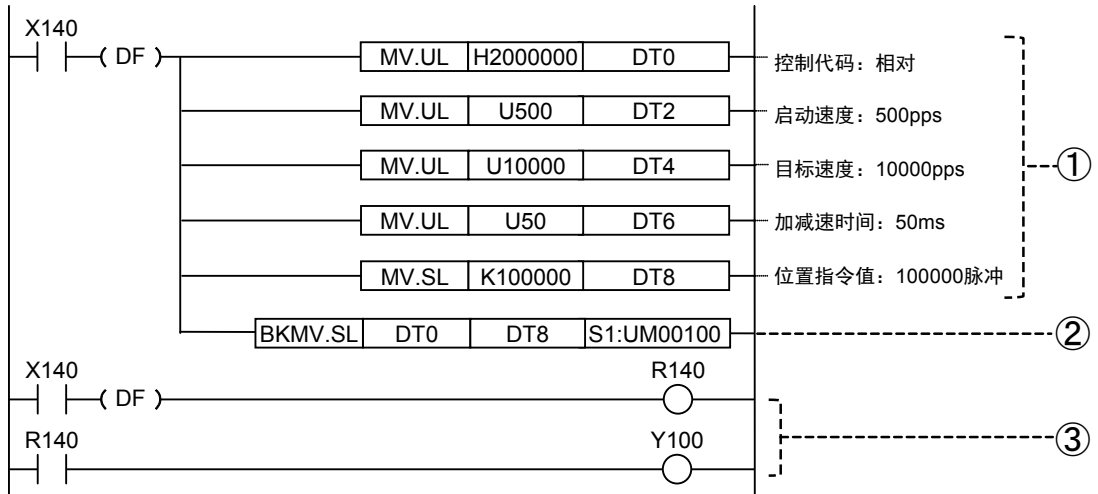 X140
( DF )
MV.UL H2000000 DT0
控制代码：相对
MV.UL U500 DT2
启动速度：500pps
MV.UL U10000 DT4
目标速度：10000pps
①
MV.UL U50 DT6
加减速时间：50ms
MV.SL K100000 DT8
位置指令值：100000脉冲
BKMV.SL DT0 DT8 S1:UM00100
②
X140
( DF )
R140
R140
Y100
③